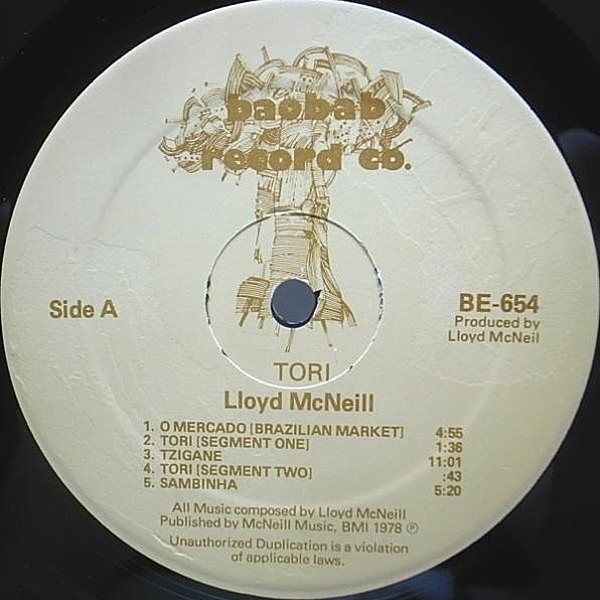 baobab
record co.
Side A
BE-654
Produced by
Lloyd McNeil
TORI
Lloyd McNeill
1. O MERCADO [BRAZILIAN MARKET] 4:55
2. TORI [SEGMENT ONE] 1:36
3. TZIGANE 11:01
4. TORI [SEGMENT TWO] :43
5. SAMBINHA 5:20
All Music composed by Lloyd McNeill
Published by McNeill Music, BMI 1978 ℗
Unauthorized Duplication is a violation
of applicable laws.